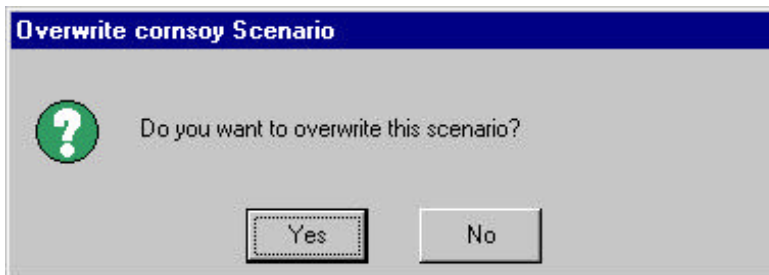 Overwrite cornsoy Scenario
Do you want to overwrite this scenario?
Yes No